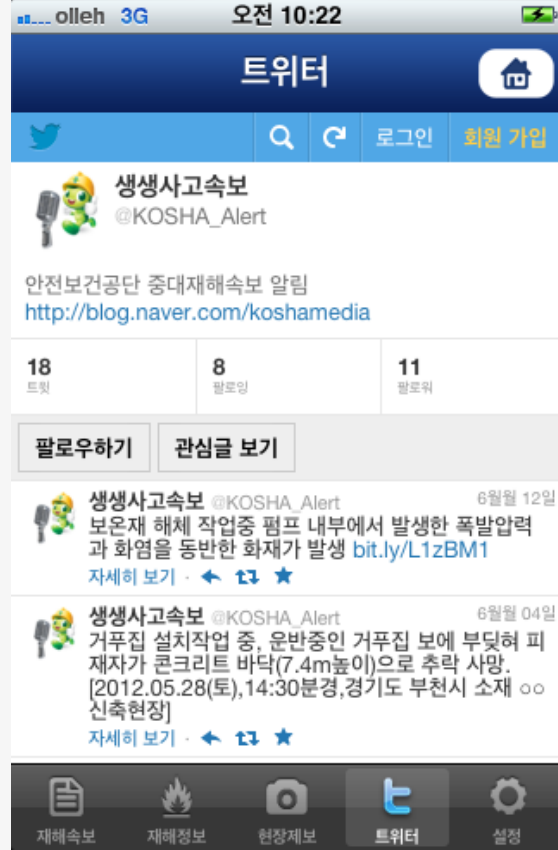 olleh 3G 오전 10:22
트위터
로그인 회원 가입
생생사고속보
@KOSHA_Alert
안전보건공단 중대재해속보 알림
http://blog.naver.com/koshamedia
18 8 11
트윗 팔로잉 팔로워
팔로우하기 관심글 보기
생생사고속보 @KOSHA_Alert 6월월 12일
보온재 해체 작업중 펌프 내부에서 발생한 폭발압력
과 화염을 동반한 화재가 발생 bit.ly/L1zBM1
자세히 보기 ·
생생사고속보 @KOSHA_Alert 6월월 04일
거푸집 설치작업 중, 운반중인 거푸집 보에 부딪혀 피
재자가 콘크리트 바닥(7.4m높이)으로 추락 사망.
[2012.05.28(토),14:30분경,경기도 부천시 소재 ○○
신축현장]
자세히 보기 ·
재해속보 재해정보 현장제보 트위터 설정